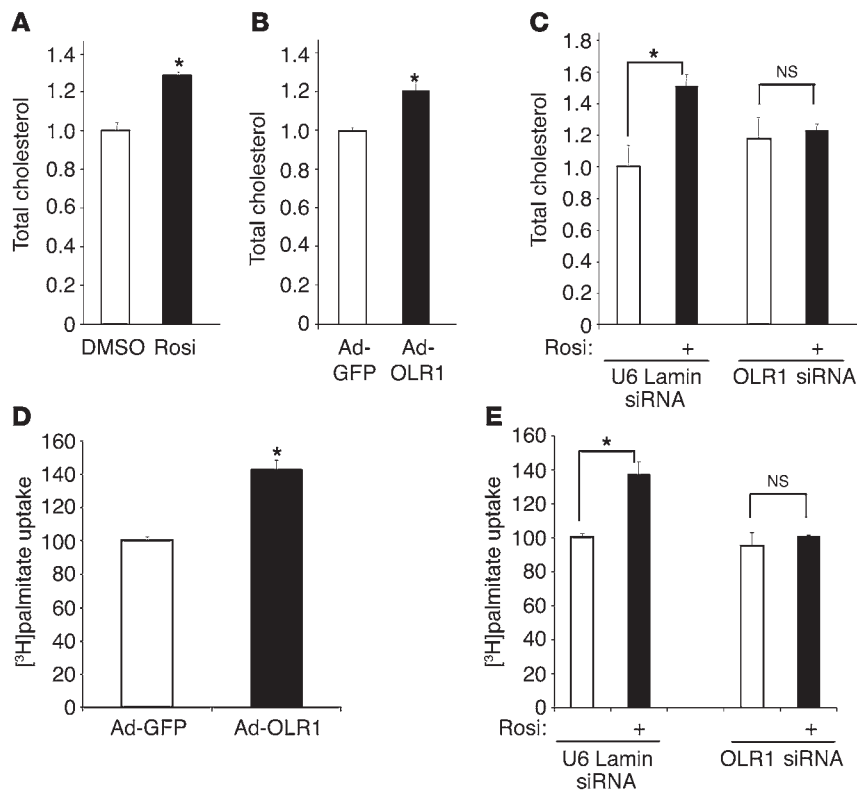 A
Total cholesterol
1.4
1.2
1.0
0.8
0.6
0.4
0.2
0
*
DMSO Rosi
B
Total cholesterol
1.4
1.2
1.0
0.8
0.6
0.4
0.2
0
*
Ad-
GFP
Ad-
OLR1
C
Total cholesterol
1.8
1.6
1.4
1.2
1.0
0.8
0.6
0.4
0.2
0
*
NS
Rosi: + +
U6 Lamin
siRNA
OLR1 siRNA
D
[³H]palmitate uptake
160
140
120
100
80
60
40
20
0
*
Ad-GFP Ad-OLR1
E
[³H]palmitate uptake
160
140
120
100
80
60
40
20
0
*
NS
Rosi: + +
U6 Lamin
siRNA
OLR1 siRNA